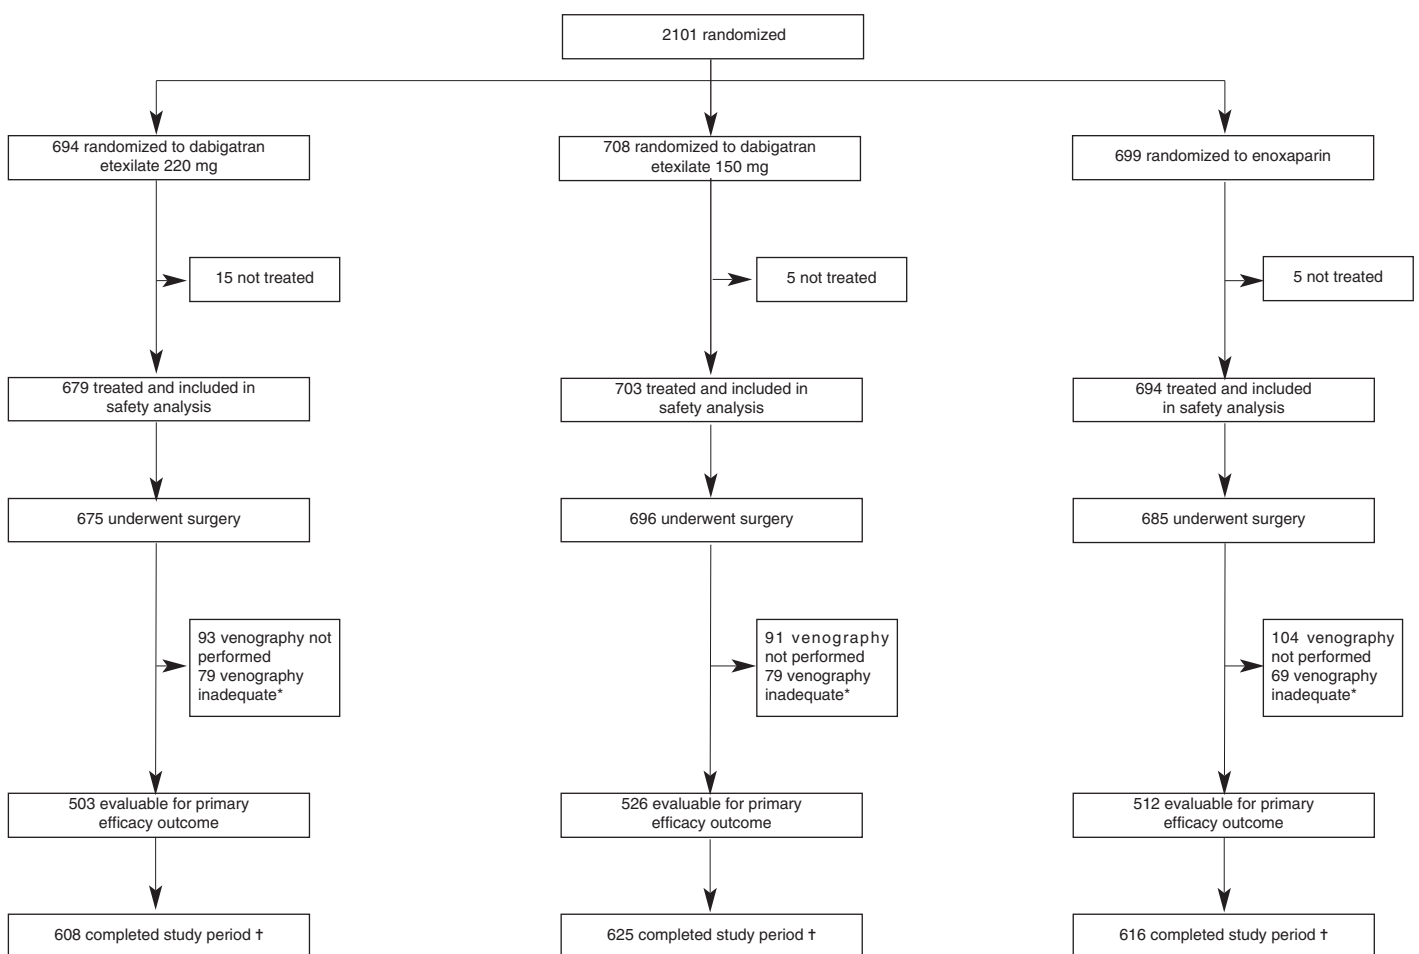 2101 randomized
694 randomized to dabigatran
etexilate 220 mg
708 randomized to dabigatran
etexilate 150 mg
699 randomized to enoxaparin
15 not treated
5 not treated
5 not treated
679 treated and included in
safety analysis
703 treated and included in
safety analysis
694 treated and included
in safety analysis
675 underwent surgery
696 underwent surgery
685 underwent surgery
93 venography not
performed
79 venography
inadequate*
91 venography
not performed
79 venography
inadequate*
104 venography
not performed
69 venography
inadequate*
503 evaluable for primary
efficacy outcome
526 evaluable for primary
efficacy outcome
512 evaluable for primary
efficacy outcome
608 completed study period †
625 completed study period †
616 completed study period †